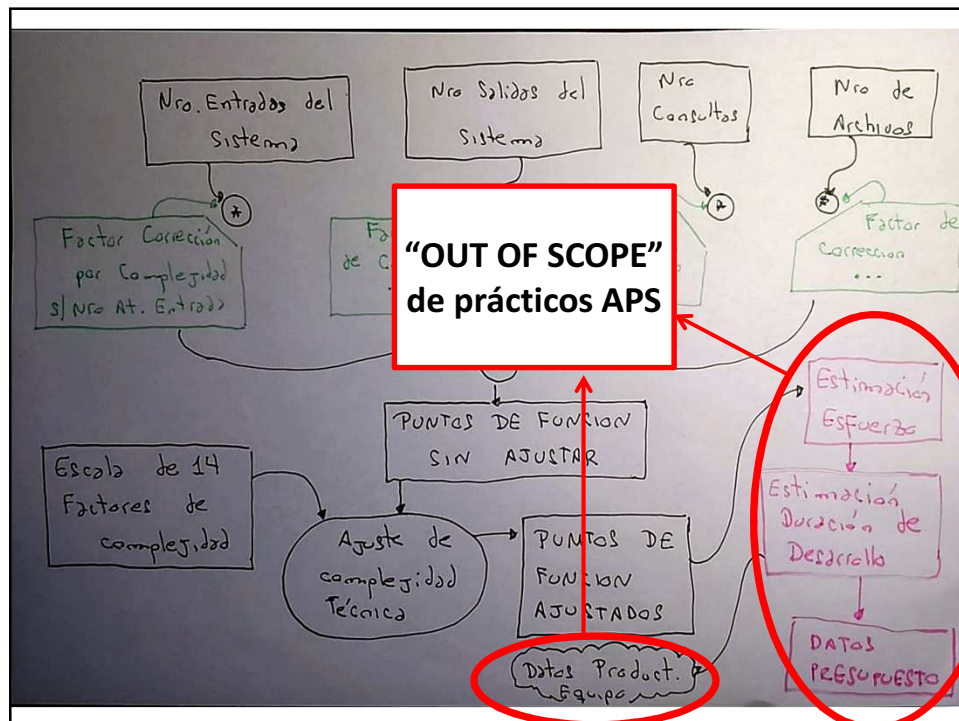 Nro. Entradas del
Sistema
Nro Salidas del
Sistema
Nro
Consultas
Nro de
Archivos
*
*
*
Factor Corrección
por Complejidad
s/ Nro At. Entrada
Fa
de C
Factor de
Corrección
...
“OUT OF SCOPE”
de prácticos APS
PUNTOS DE FUNCION
SIN AJUSTAR
Escala de 14
Factores de
complejidad
Ajuste de
complejidad
Técnica
PUNTOS DE
FUNCION
AJUSTADOS
Datos Product.
Equipo
Estimación
Esfuerzo
Estimación
Duración de
Desarrollo
DATOS
PRESUPUESTO